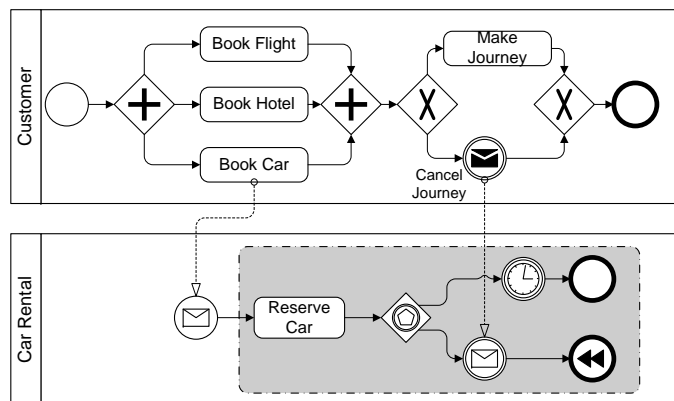 Customer
Book Flight
Book Hotel
Book Car
Make
Journey
Cancel
Journey
Car Rental
Reserve
Car